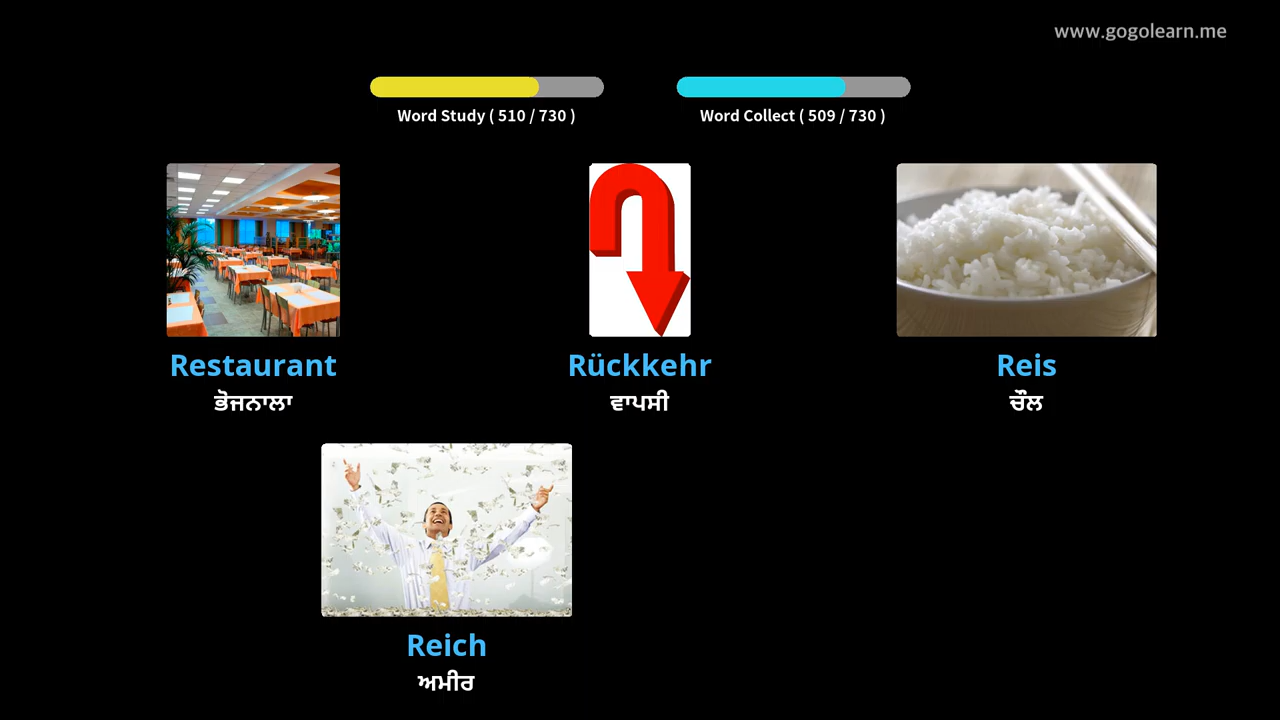 www.gogolearn.me
Word Study ( 510 / 730 )
Word Collect ( 509 / 730 )
Restaurant
ਭੋਜਨਾਲਾ
Rückkehr
ਵਾਪਸੀ
Reis
ਚੌਲ
Reich
ਅਮੀਰ